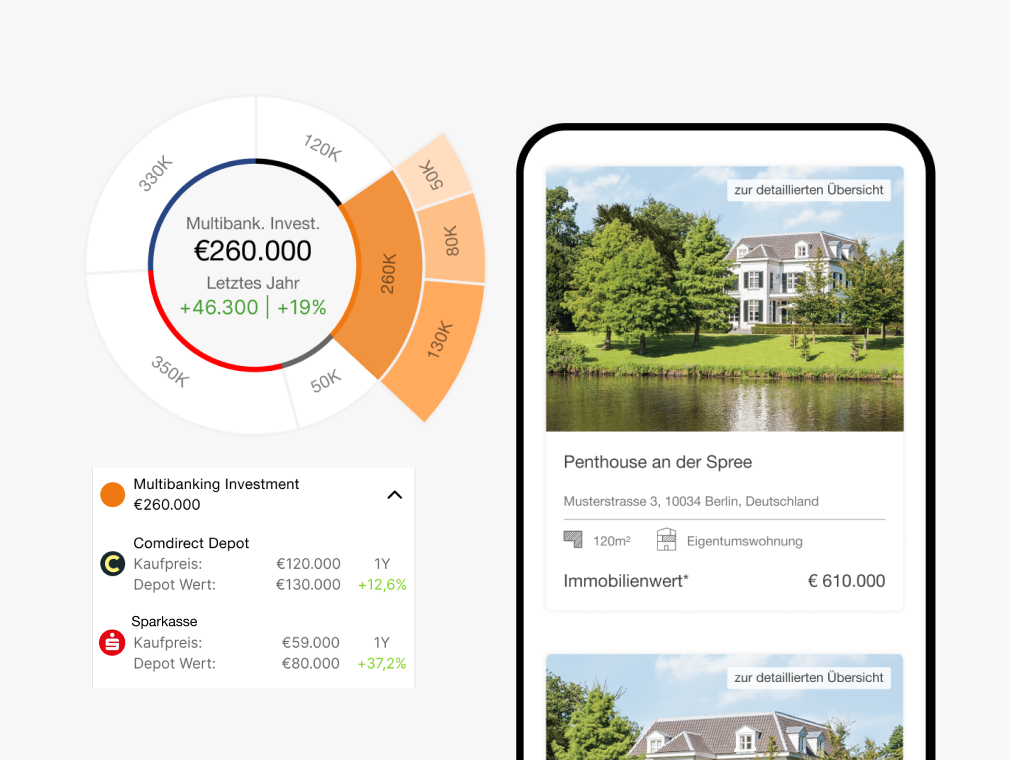 120K
330K
50K
80K
260K
130K
50K
350K
Multibank. Invest.
€260.000
Letztes Jahr
+46.300 | +19%
Multibanking Investment
€260.000
Comdirect Depot
Kaufpreis: €120.000 1Y
Depot Wert: €130.000 +12,6%
Sparkasse
Kaufpreis: €59.000 1Y
Depot Wert: €80.000 +37,2%
zur detaillierten Übersicht
Penthouse an der Spree
Musterstrasse 3, 10034 Berlin, Deutschland
120m² Eigentumswohnung
Immobilienwert* € 610.000
zur detaillierten Übersicht